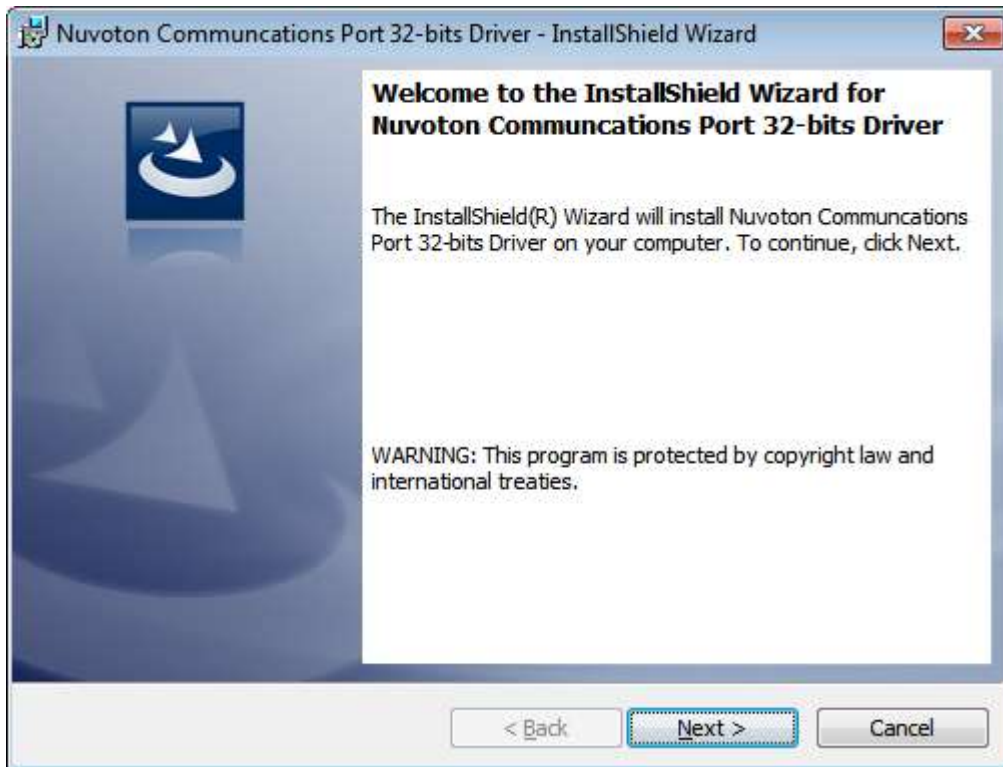 Nuvoton Communcations Port 32-bits Driver - InstallShield Wizard
Welcome to the InstallShield Wizard for
Nuvoton Communcations Port 32-bits Driver
The InstallShield(R) Wizard will install Nuvoton Communcations
Port 32-bits Driver on your computer. To continue, click Next.
WARNING: This program is protected by copyright law and
international treaties.
< Back
Next >
Cancel